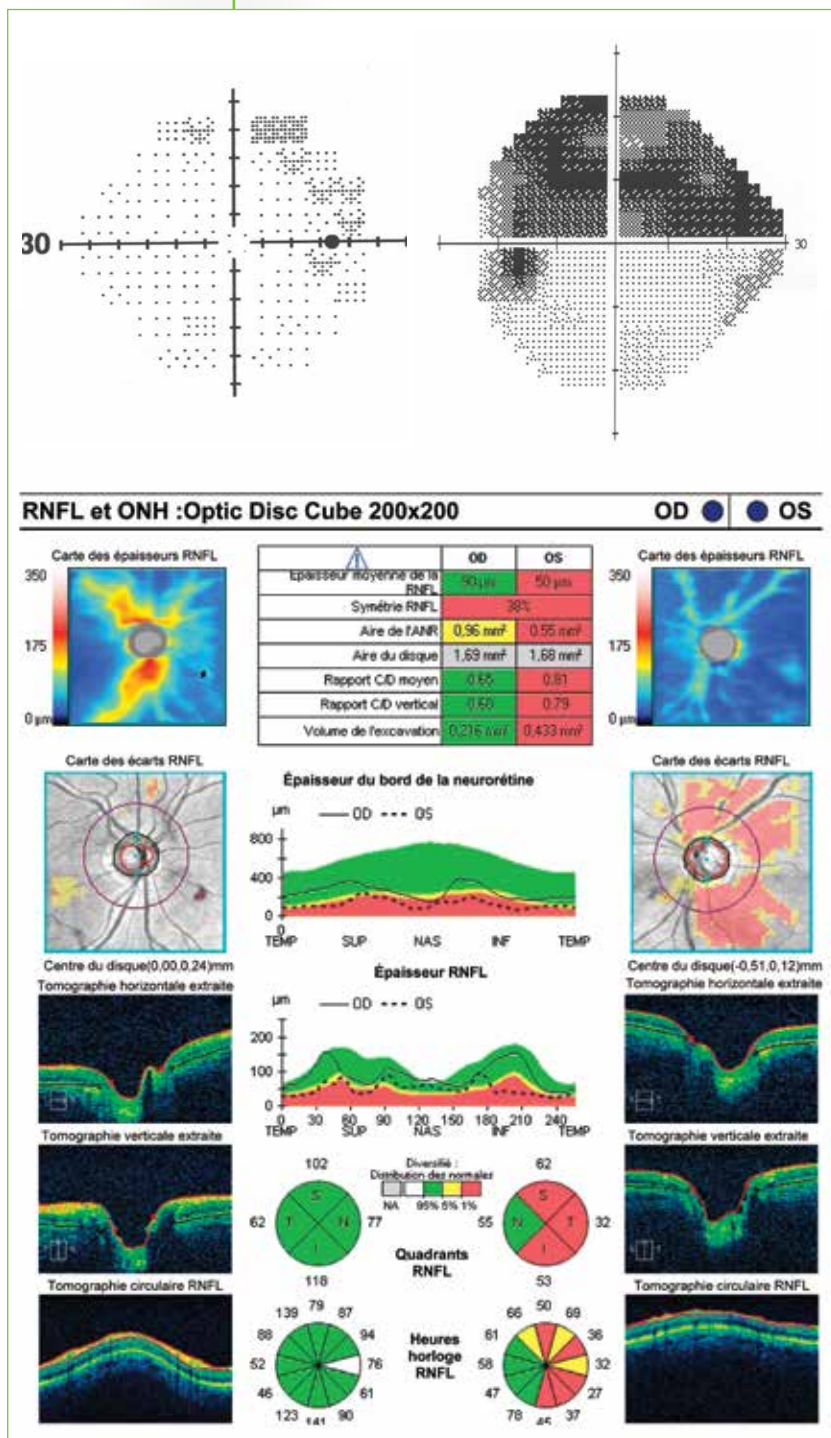 30
30
RNFL et ONH :Optic Disc Cube 200x200 OD OS
Carte des épaisseurs RNFL
350
175
0 µm
OD OS
Épaisseur moyenne de la RNFL 90 µm 50 µm
Symétrie RNFL 38%
Aire de l'ANR 0,96 mm² 0.55 mm²
Aire du disque 1,69 mm² 1,68 mm²
Rapport C/D moyen 0.65 0.81
Rapport C/D vertical 0.60 0.79
Volume de l'excavation 0,216 mm³ 0,433 mm³
Carte des épaisseurs RNFL
350
175
0 µm
Carte des écarts RNFL
Centre du disque(0,00,0,24)mm
Épaisseur du bord de la neurorétine
µm OD OS
800
400
0
0
TEMP SUP NAS INF TEMP
Carte des écarts RNFL
Centre du disque(-0,51,0,12)mm
Tomographie horizontale extraite
Épaisseur RNFL
µm OD OS
200
100
0
0 30 60 90 120 150 180 210 240
TEMP SUP NAS INF TEMP
Tomographie horizontale extraite
Tomographie verticale extraite
Diversifié :
Distribution des normales
NA 95% 5% 1%
102
62 S T N I 77
118
Quadrants
RNFL
62
55 S N T I 32
53
Tomographie verticale extraite
Tomographie circulaire RNFL
139 79 87
88 94
52 76
46 61
123 141 90
Heures
horloge
RNFL
66 50 69
61 36
58 32
47 27
78 45 37
Tomographie circulaire RNFL